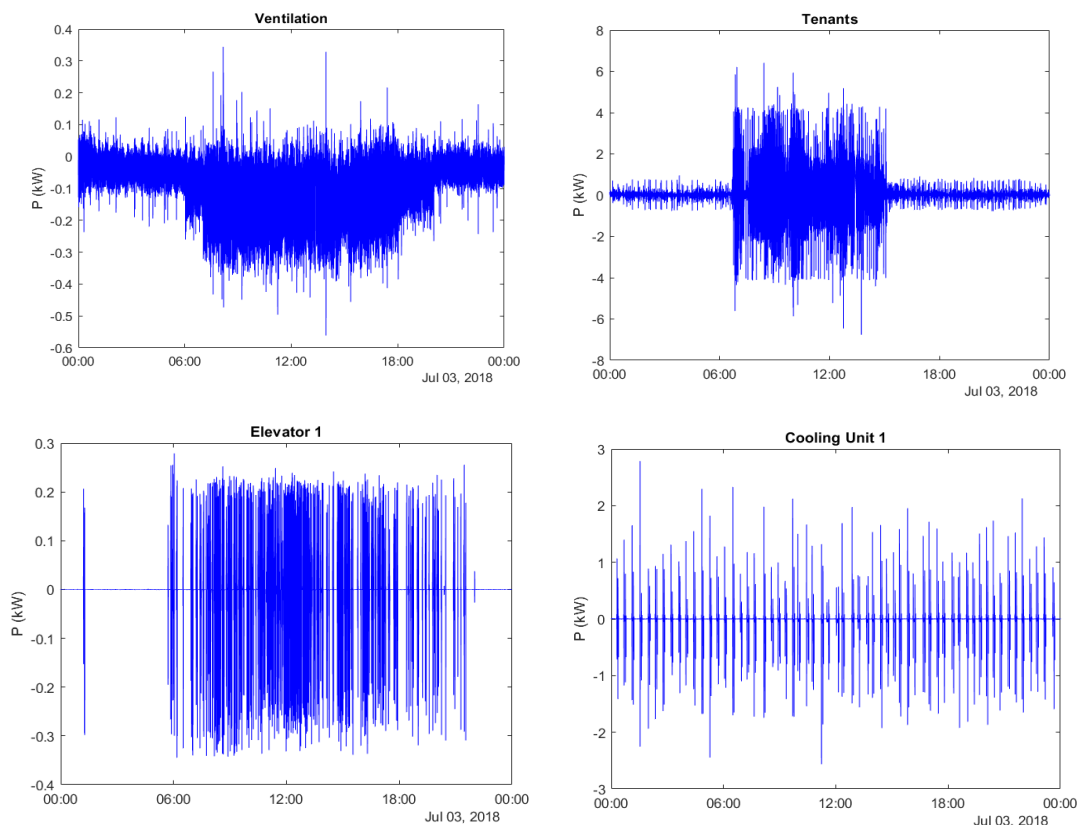 Ventilation
0.4
0.3
0.2
0.1
0
-0.1
-0.2
-0.3
-0.4
-0.5
-0.6
P (kW)
00:00 06:00 12:00 18:00 00:00
Jul 03, 2018
Tenants
8
6
4
2
0
-2
-4
-6
-8
P (kW)
00:00 06:00 12:00 18:00 00:00
Jul 03, 2018
Elevator 1
0.3
0.2
0.1
0
-0.1
-0.2
-0.3
-0.4
P (kW)
00:00 06:00 12:00 18:00 00:00
Jul 03, 2018
Cooling Unit 1
3
2
1
0
-1
-2
-3
P (kW)
00:00 06:00 12:00 18:00 00:00
Jul 03, 2018